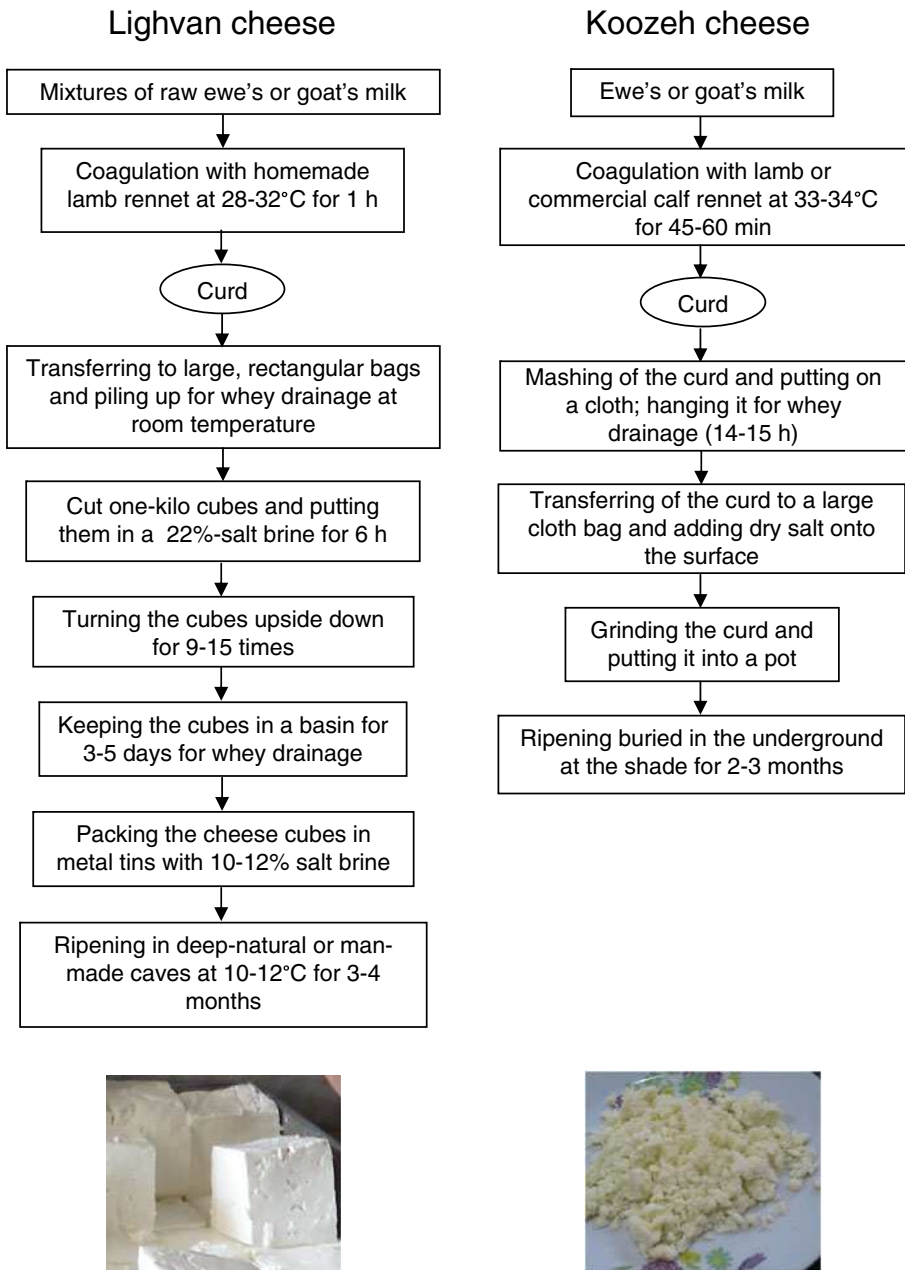 Lighvan cheese
Mixtures of raw ewe's or goat's milk
Coagulation with homemade
lamb rennet at 28-32°C for 1 h
Curd
Transferring to large, rectangular bags
and piling up for whey drainage at
room temperature
Cut one-kilo cubes and putting
them in a 22%-salt brine for 6 h
Turning the cubes upside down
for 9-15 times
Keeping the cubes in a basin for
3-5 days for whey drainage
Packing the cheese cubes in
metal tins with 10-12% salt brine
Ripening in deep-natural or man-
made caves at 10-12°C for 3-4
months
Koozeh cheese
Ewe's or goat's milk
Coagulation with lamb or
commercial calf rennet at 33-34°C
for 45-60 min
Curd
Mashing of the curd and putting on
a cloth; hanging it for whey
drainage (14-15 h)
Transferring of the curd to a large
cloth bag and adding dry salt onto
the surface
Grinding the curd and
putting it into a pot
Ripening buried in the underground
at the shade for 2-3 months